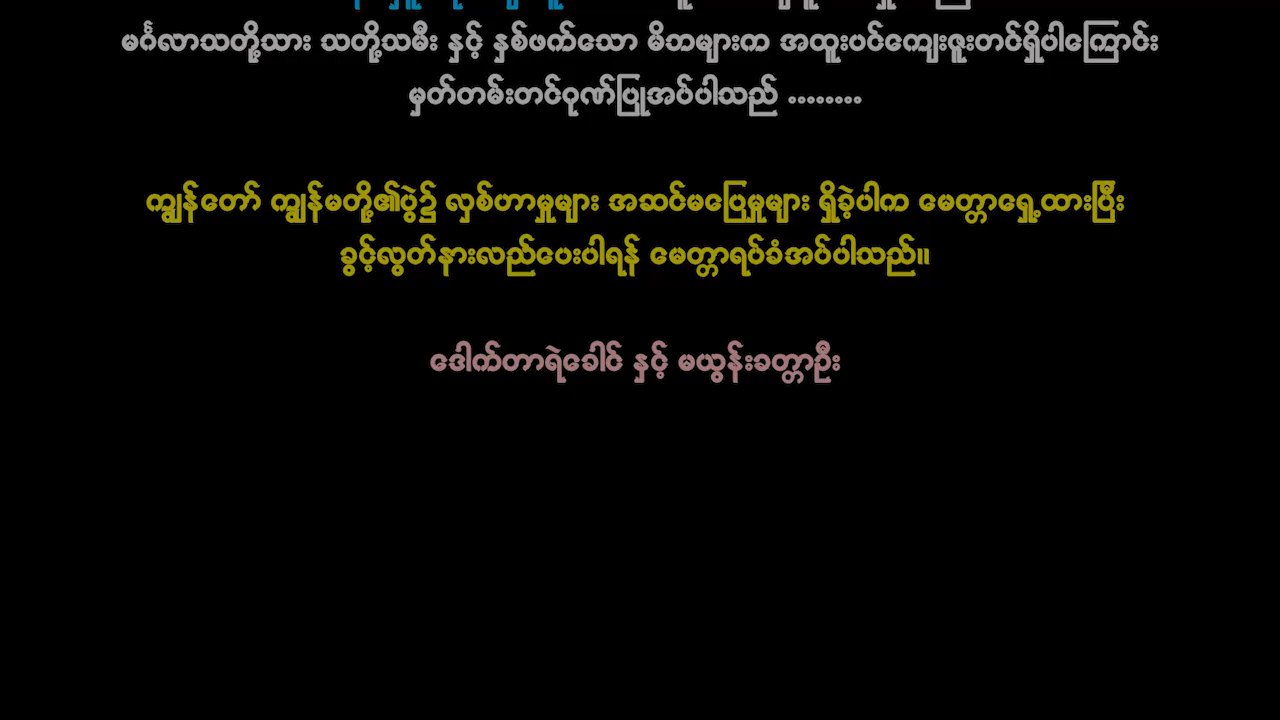 မင်္ဂလာသတို့သား သတို့သမီး နှင့် နှစ်ဖက်သော မိဘများက အထူးပင်ကျေးဇူးတင်ရှိပါကြောင်း
မှတ်တမ်းတင်ဂုဏ်ပြုအပ်ပါသည် ........
ကျွန်တော် ကျွန်မတို့၏ပွဲ၌ လှစ်ဟာမှုများ အဆင်မပြေမှုများ ရှိခဲ့ပါက မေတ္တာရှေ့ထားပြီး
ခွင့်လွတ်နားလည်ပေးပါရန် မေတ္တာရပ်ခံအပ်ပါသည်။
ဒေါက်တာရဲခေါင် နှင့် မယွန်းခတ္တာဦး